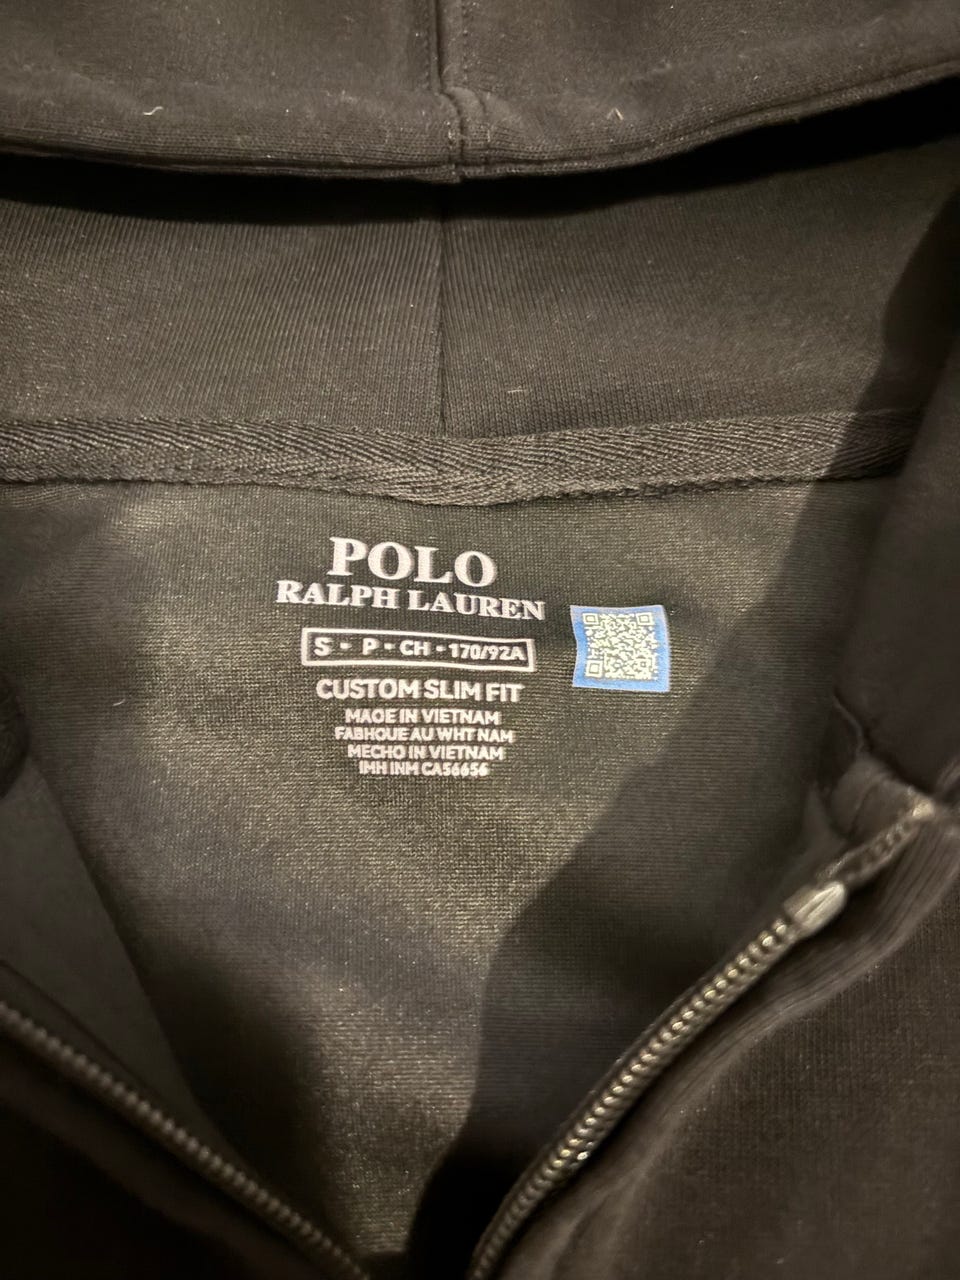 POLO
RALPH LAUREN
S - P - CH - 170/92A
CUSTOM SLIM FIT
MAOE IN VIETNAM
FABHOUE AU WHT NAM
MECHO IN VIETNAM
IMH INM CA56656